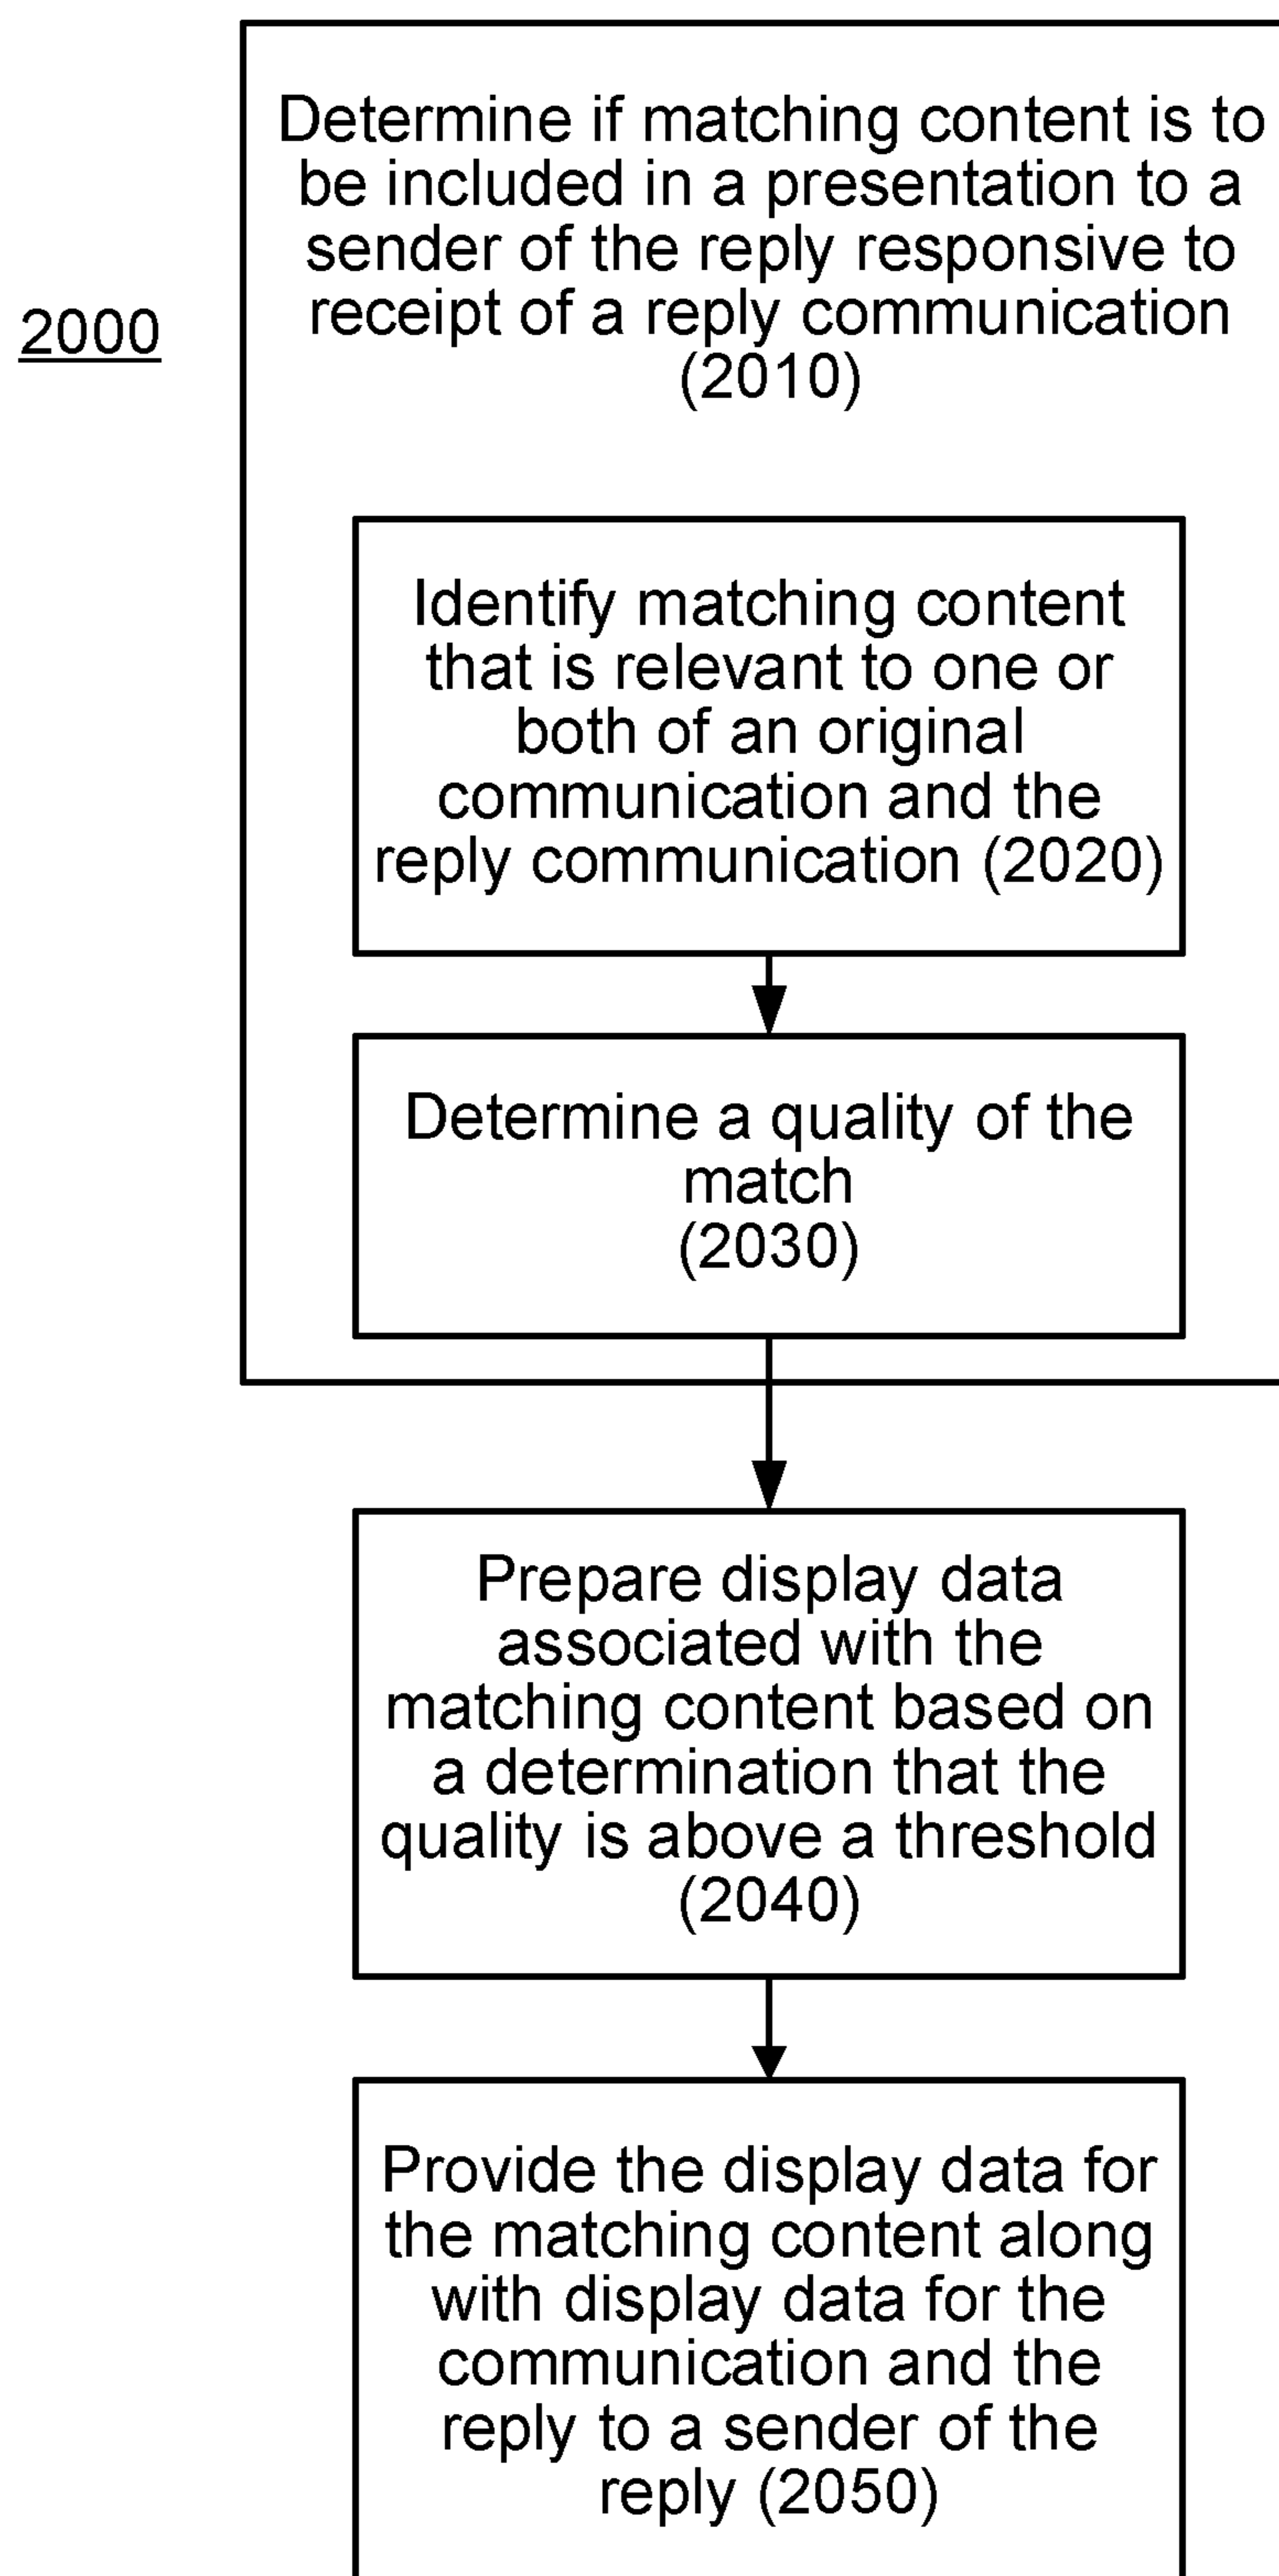 Determine if matching content is to
be included in a presentation to a
sender of the reply responsive to
receipt of a reply communication
(2010)
2000
Identify matching content
that is relevant to one or
both of an original
communication and the
reply communication (2020)
Determine a quality of the
match
(2030)
Prepare display data
associated with the
matching content based on
a determination that the
quality is above a threshold
(2040)
Provide the display data for
the matching content along
with display data for the
communication and the
reply to a sender of the
reply (2050)